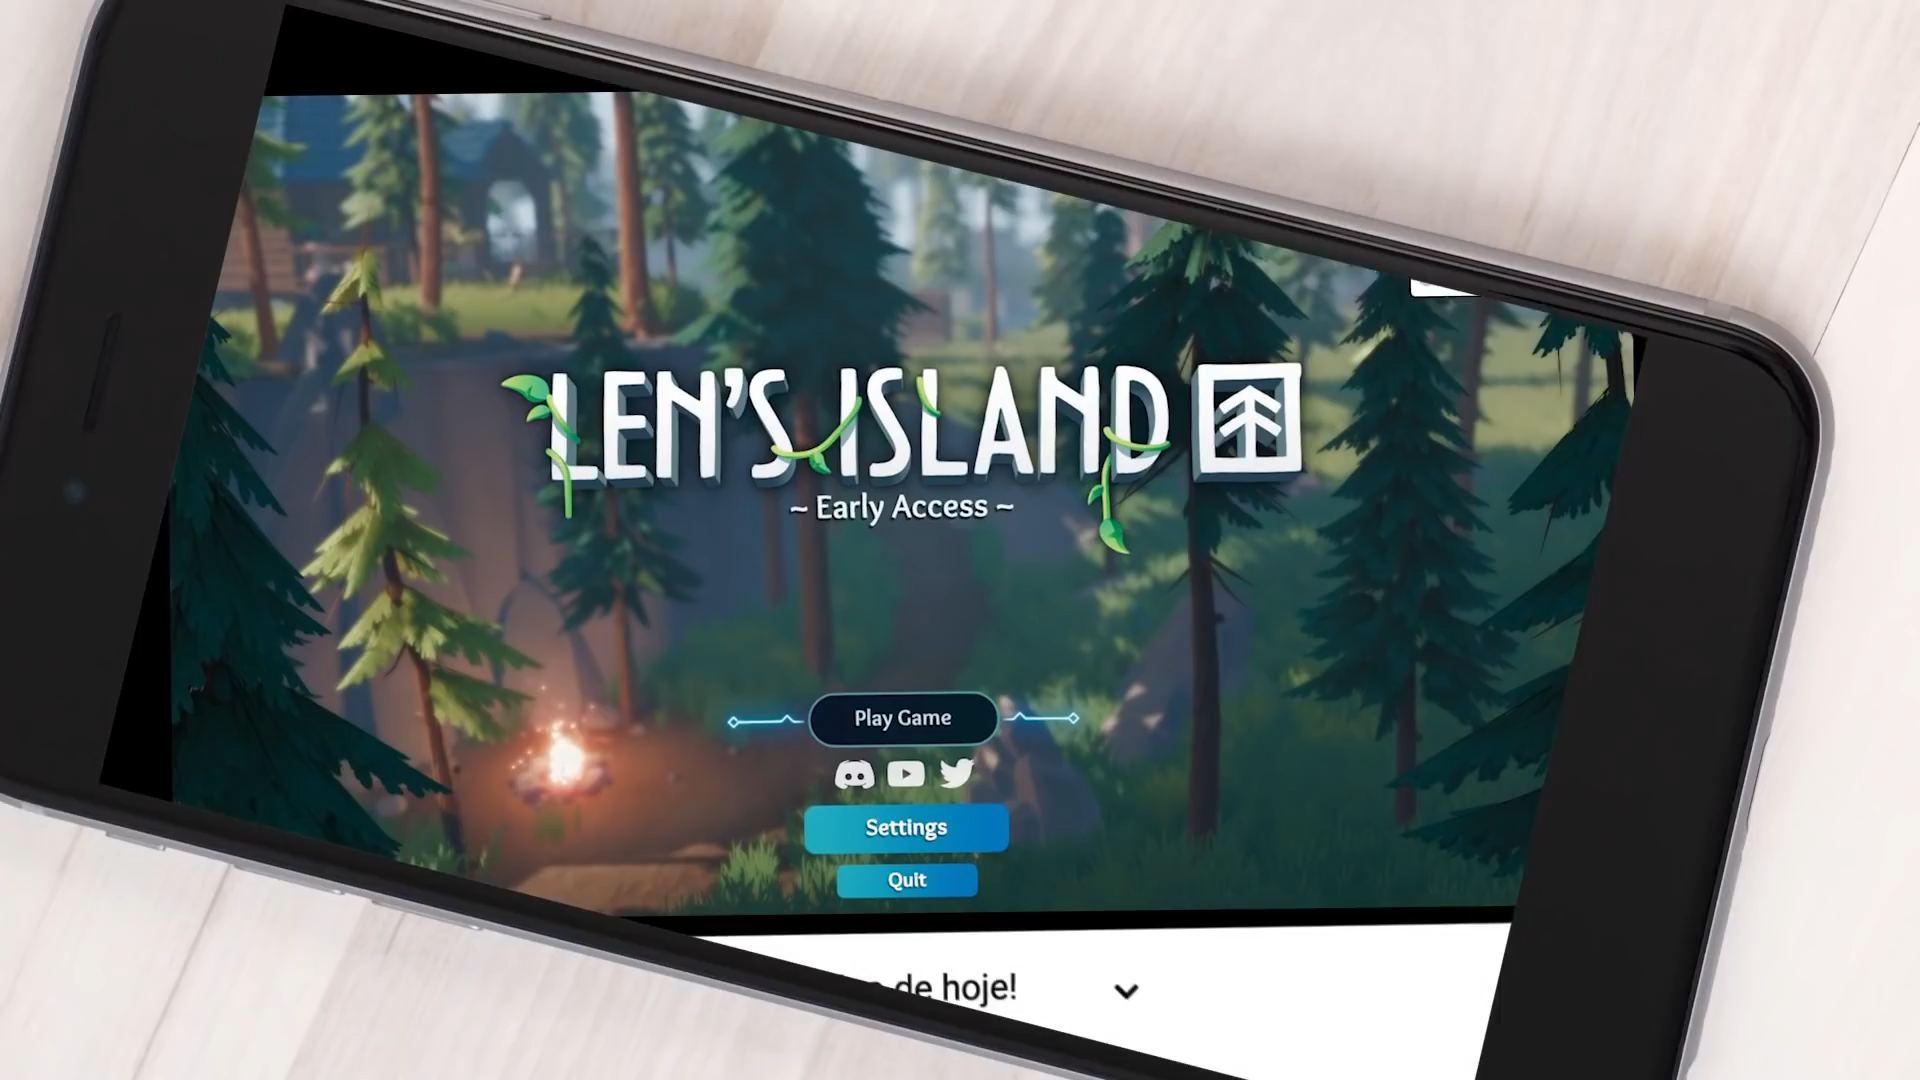 LEN'S ISLAND
~ Early Access ~
Play Game
Settings
Quit
de hoje!